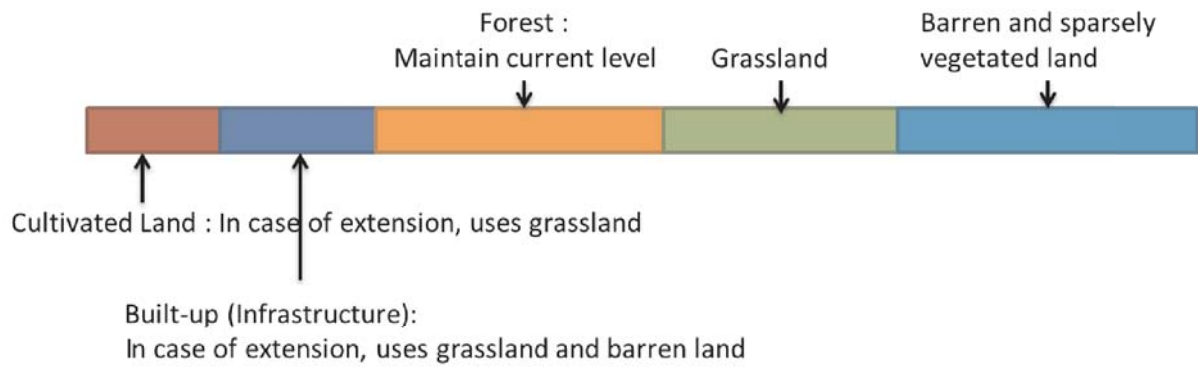 Forest :
Maintain current level
Grassland
Barren and sparsely
vegetated land
Cultivated Land : In case of extension, uses grassland
Built-up (Infrastructure):
In case of extension, uses grassland and barren land